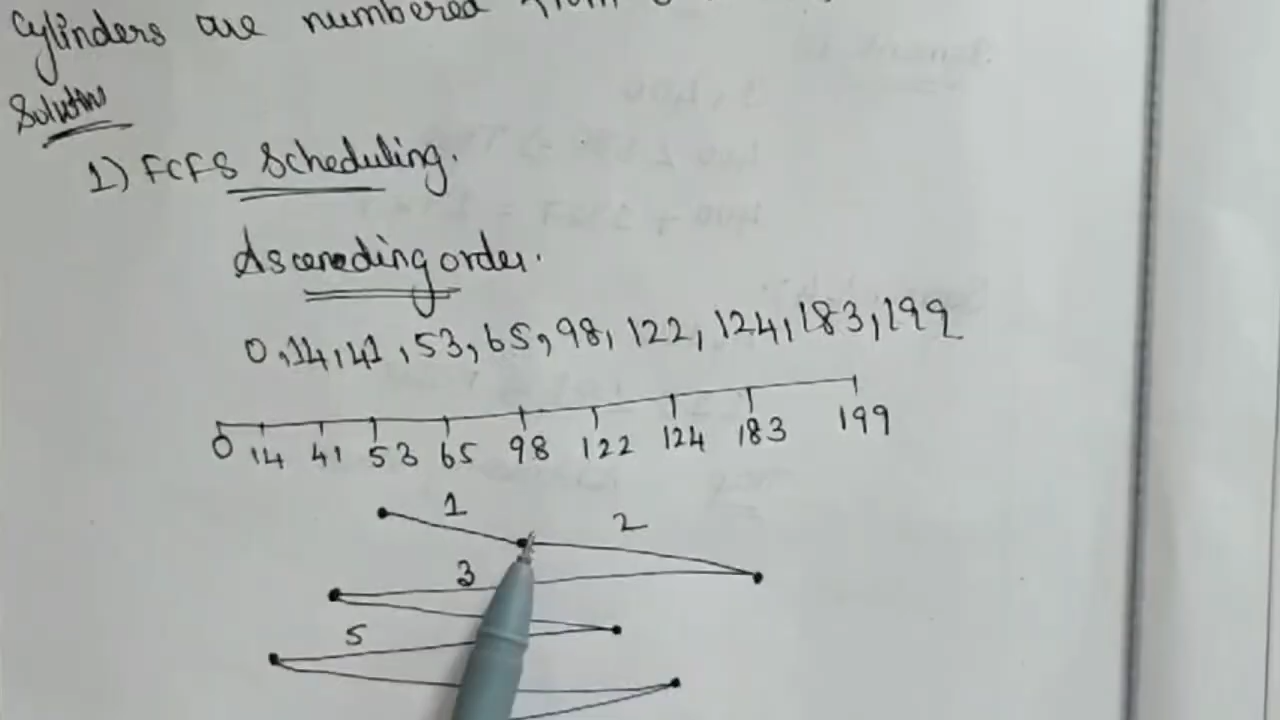 Cylinders are numbered from
Solution
1) FCFS Scheduling.
Ascending order.
0,14,41,53,65,98,122,124,183,199
0 14 41 53 65 98 122 124 183 199
1 2
3
5